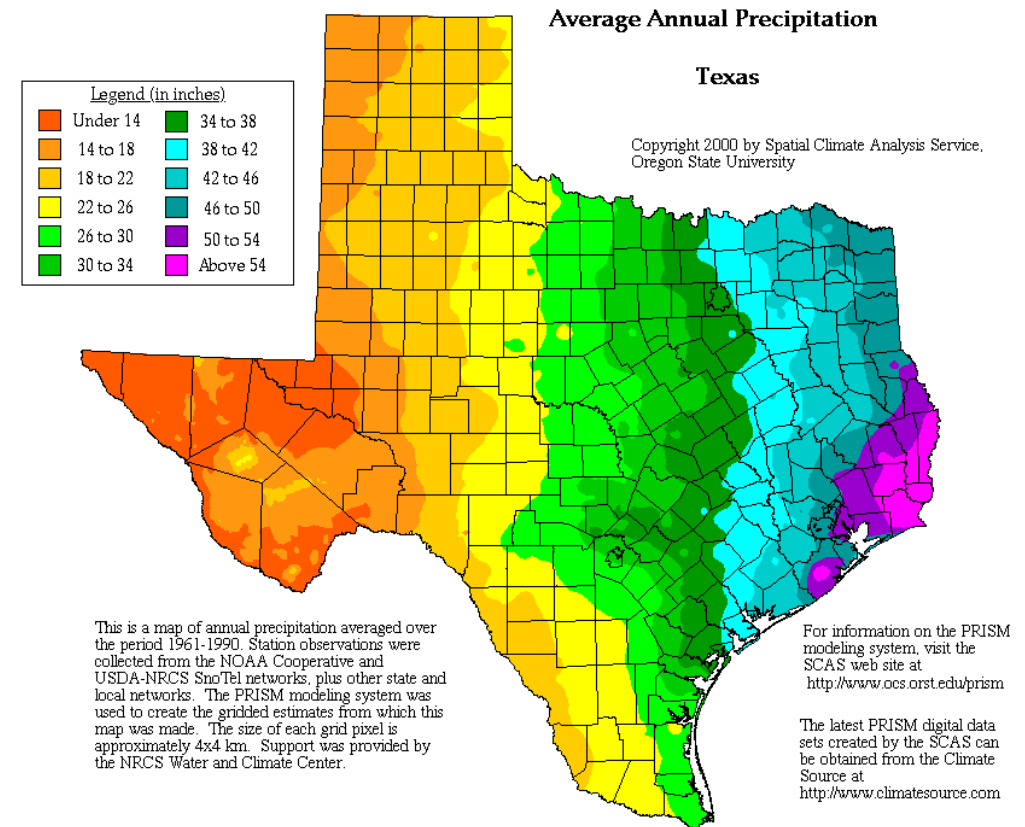 Average Annual Precipitation
Texas
Legend (in inches)
Under 14
14 to 18
18 to 22
22 to 26
26 to 30
30 to 34
34 to 38
38 to 42
42 to 46
46 to 50
50 to 54
Above 54
Copyright 2000 by Spatial Climate Analysis Service,
Oregon State University
This is a map of annual precipitation averaged over
the period 1961-1990. Station observations were
collected from the NOAA Cooperative and
USDA-NRCS SnoTel networks, plus other state and
local networks. The PRISM modeling system was
used to create the gridded estimates from which this
map was made. The size of each grid pixel is
approximately 4x4 km. Support was provided by
the NRCS Water and Climate Center.
For information on the PRISM
modeling system, visit the
SCAS web site at
http://www.ocs.orst.edu/prism
The latest PRISM digital data
sets created by the SCAS can
be obtained from the Climate
Source at
http://www.climatesource.com